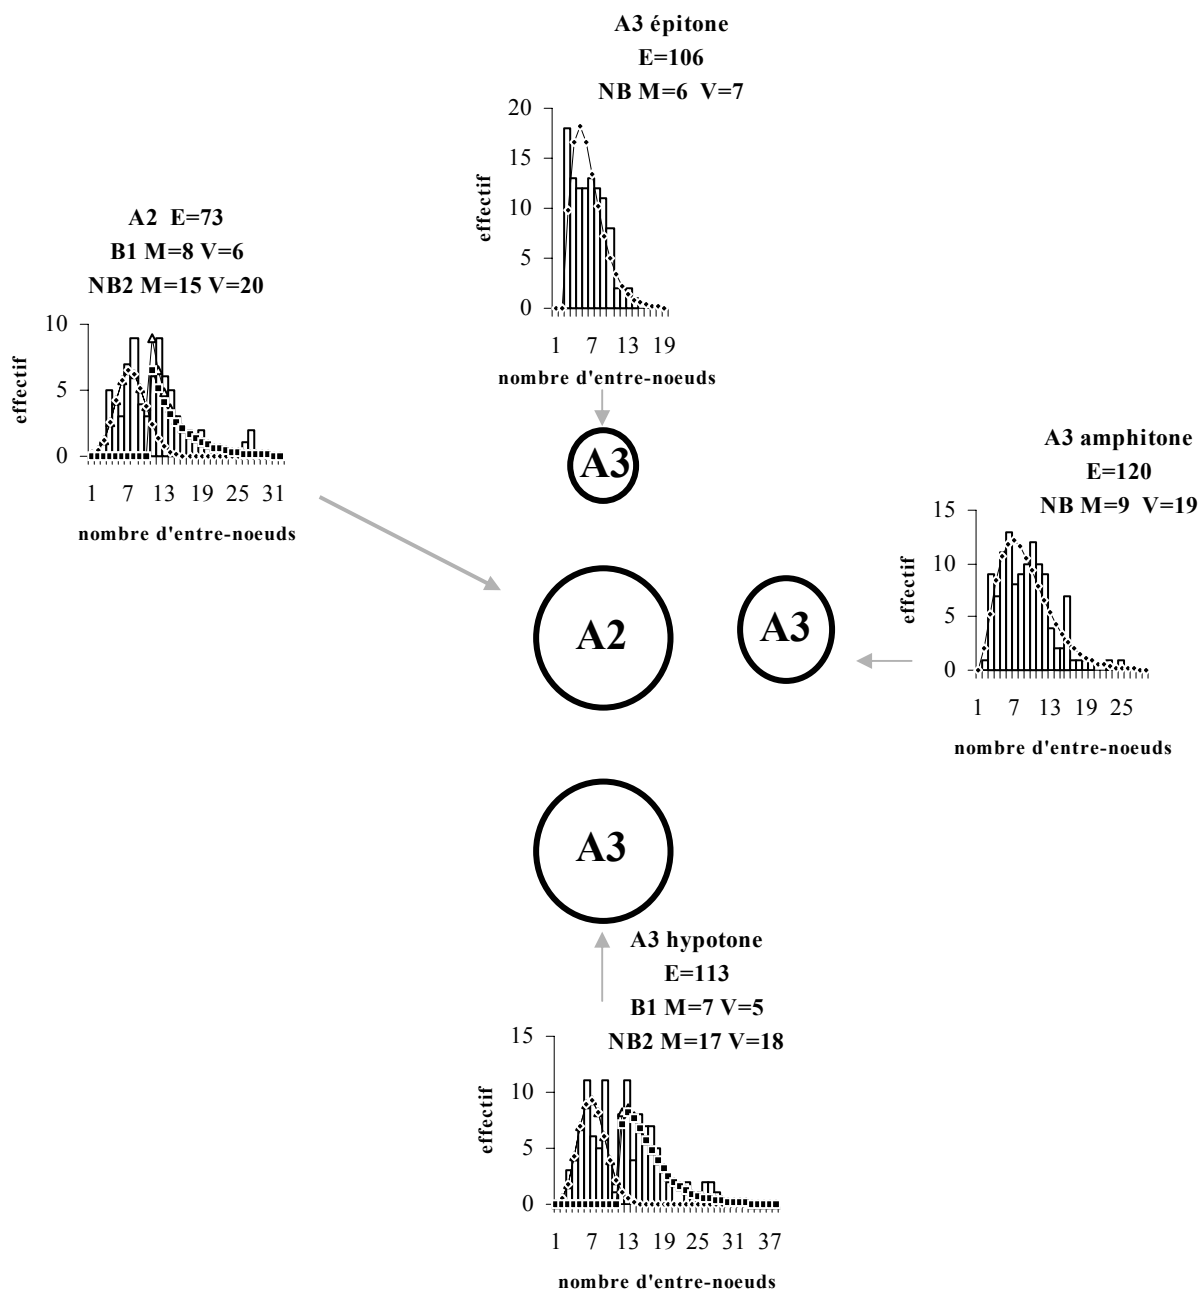 A3 épitone
E=106
NB M=6 V=7
20
15
10
5
0
effectif
1 7 13 19
nombre d'entre-noeuds
A2 E=73
B1 M=8 V=6
NB2 M=15 V=20
10
5
0
effectif
1 7 13 19 25 31
nombre d'entre-noeuds
A3
A3 amphitone
E=120
NB M=9 V=19
15
10
5
0
effectif
1 7 13 19 25
nombre d'entre-noeuds
A2
A3
A3
A3 hypotone
E=113
B1 M=7 V=5
NB2 M=17 V=18
15
10
5
0
effectif
1 7 13 19 25 31 37
nombre d'entre-noeuds